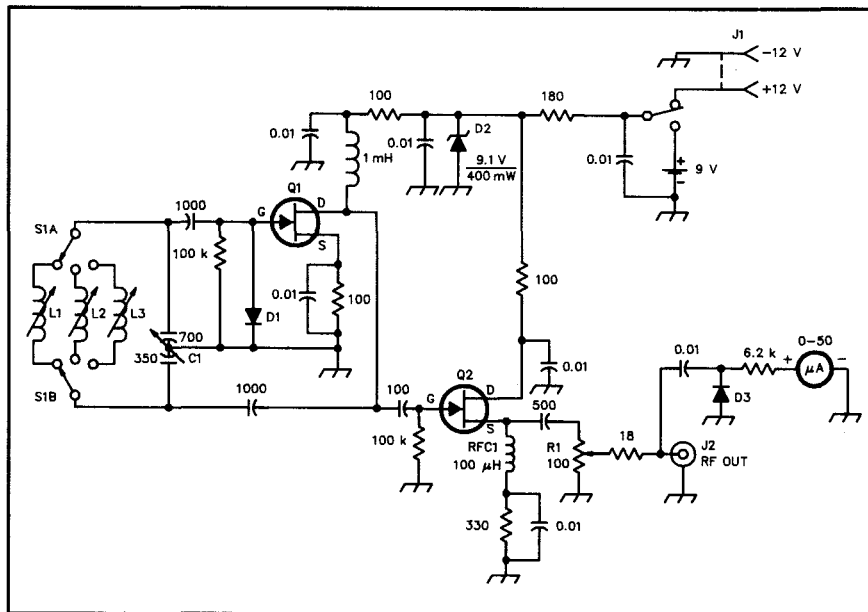 J1
-12 V
+12 V
100
180
0.01
0.01
D2
1 mH
9.1 V
400 mW
0.01
+
9 V
-
Q1
D
1000
G
S
S1A
100 k
0.01
100
100
L1
L2
L3
D1
700
350
C1
0.01
0.01
6.2 k
+
0-50
-
μA
Q2
D
S1B
1000
100
G
S
500
D3
100 k
RFC1
100 μH
R1
100
18
J2
RF OUT
330
0.01